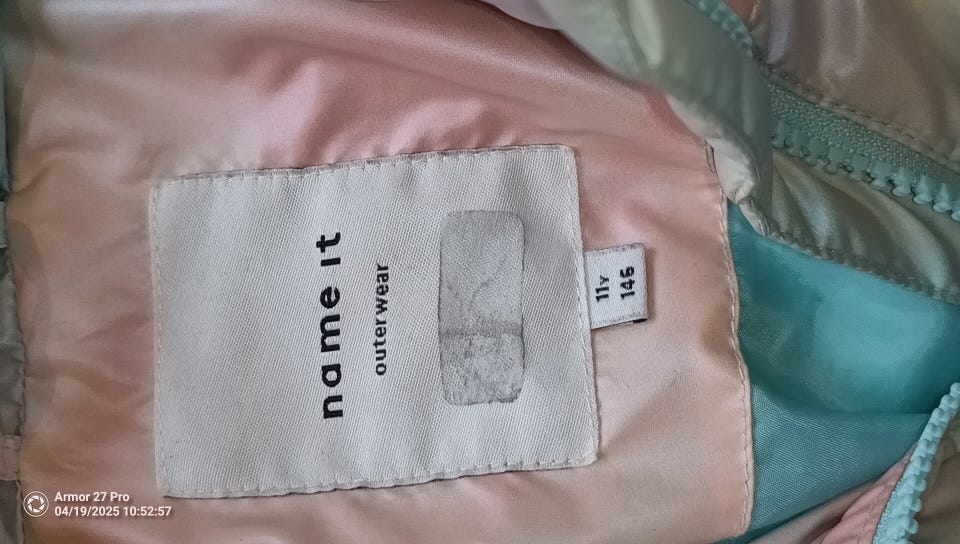 name it
outerwear
11Y
146
Armor 27 Pro
04/19/2025 10:52:57